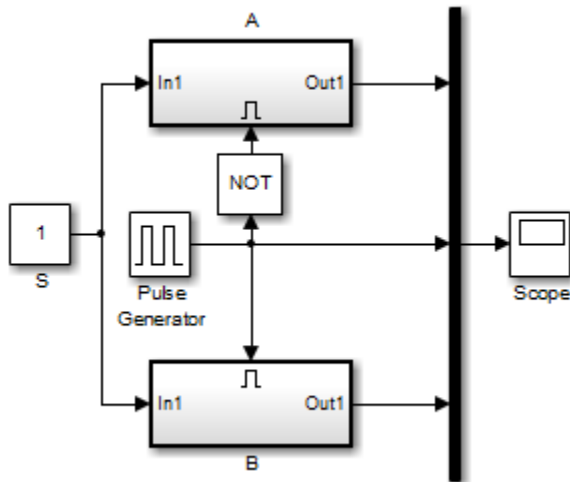 A
In1
Out1
NOT
1
S
Pulse
Generator
Scope
In1
Out1
B